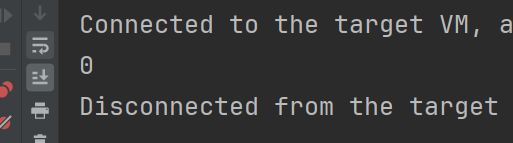 Connected to the target VM, a
0
Disconnected from the target